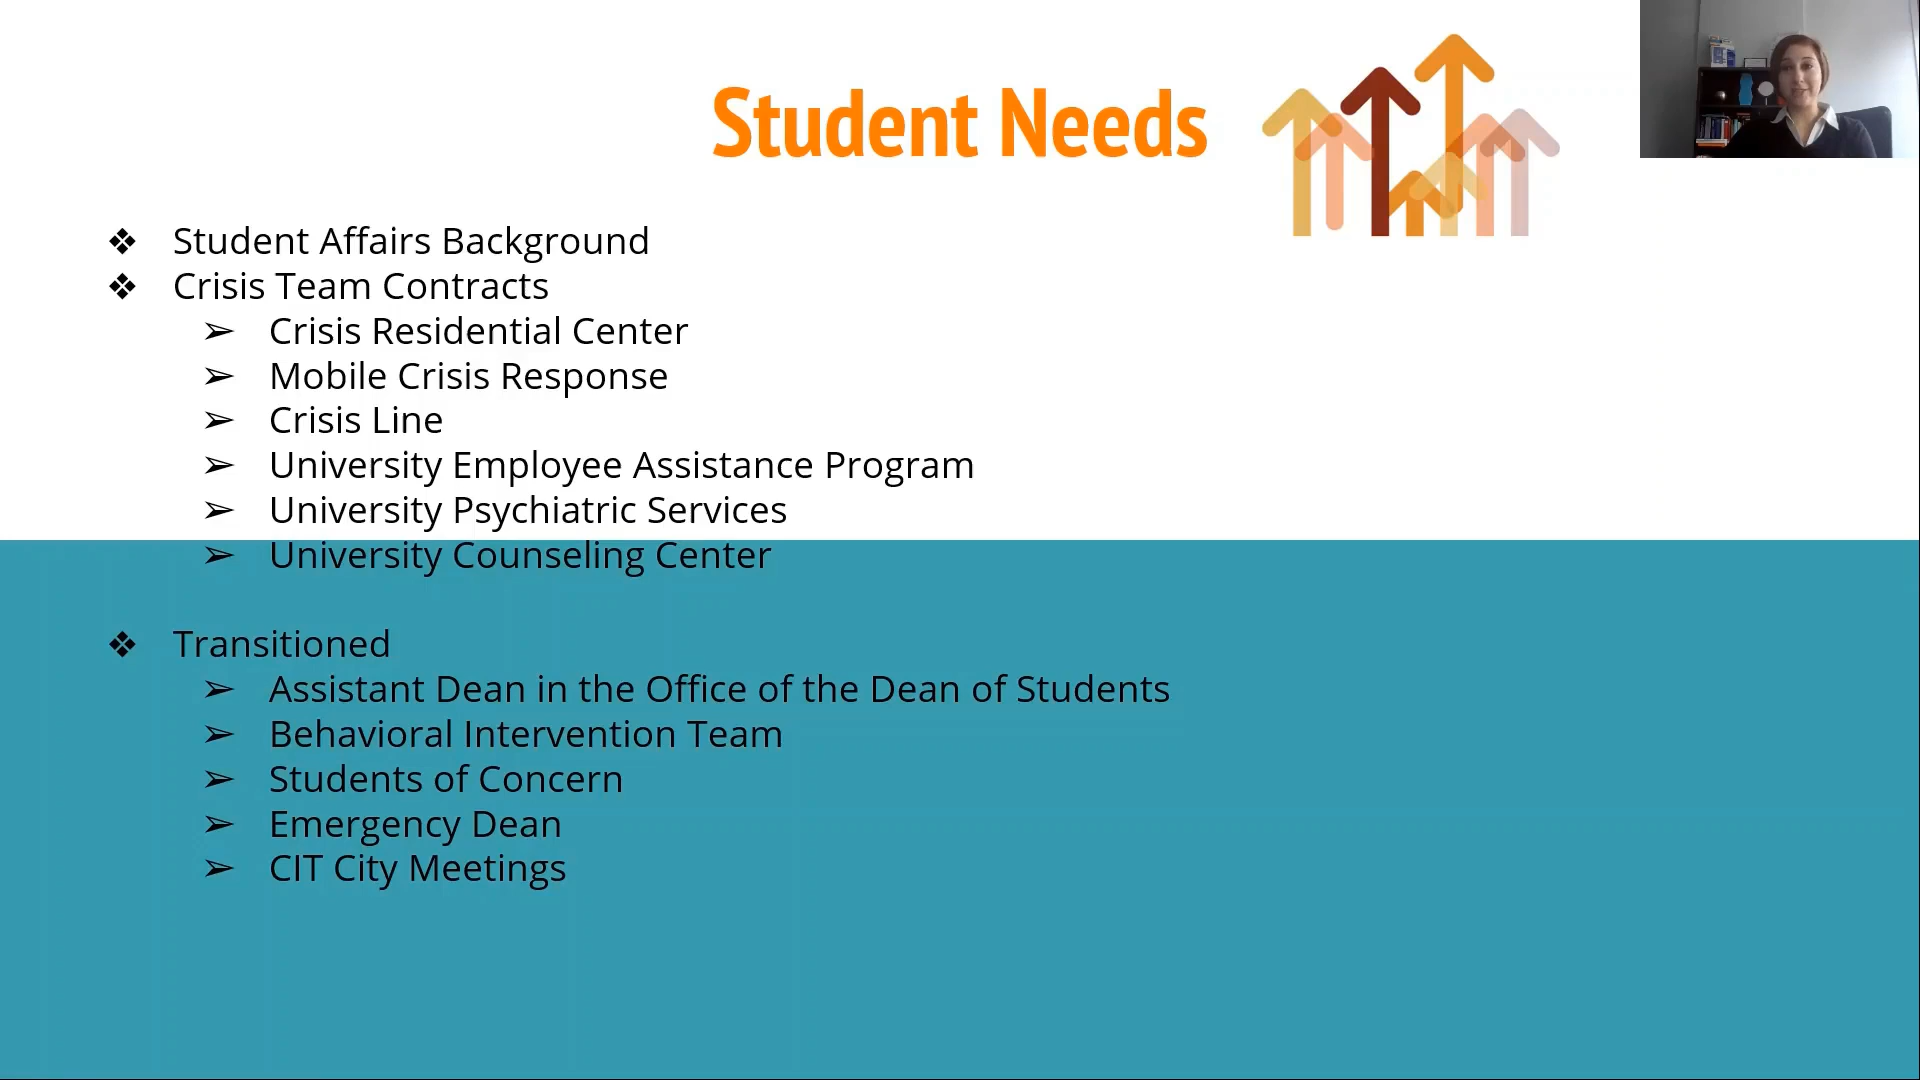 Student Needs
❖ Student Affairs Background
❖ Crisis Team Contracts
➢ Crisis Residential Center
➢ Mobile Crisis Response
➢ Crisis Line
➢ University Employee Assistance Program
➢ University Psychiatric Services
➢ University Counseling Center
❖ Transitioned
➢ Assistant Dean in the Office of the Dean of Students
➢ Behavioral Intervention Team
➢ Students of Concern
➢ Emergency Dean
➢ CIT City Meetings